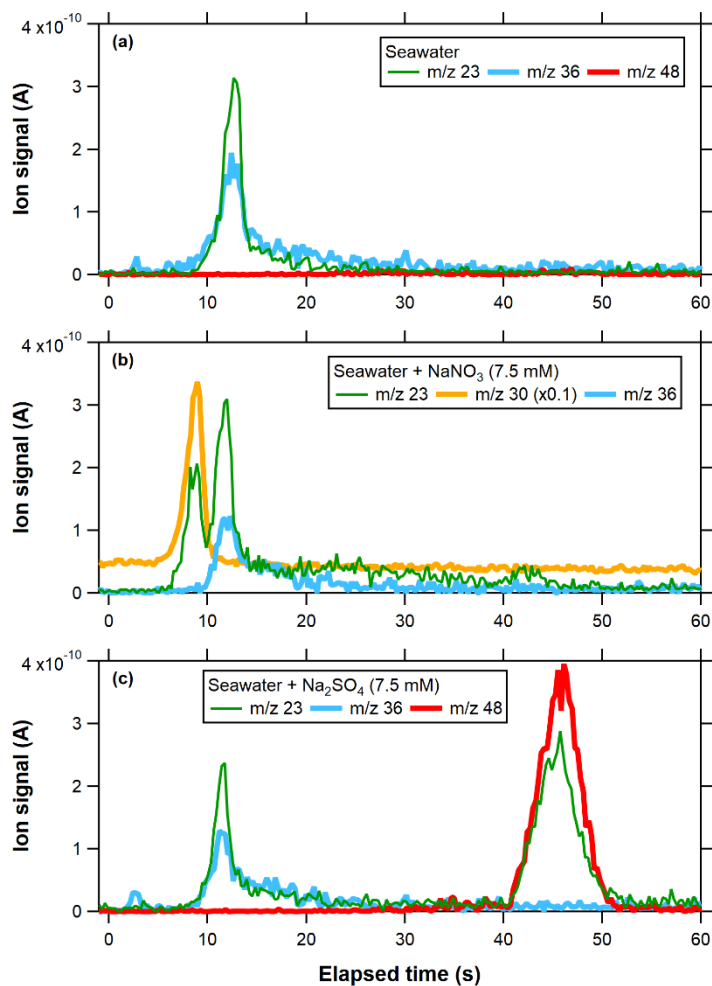 4 x10⁻¹⁰
(a)
Seawater
m/z 23 m/z 36 m/z 48
3
2
1
0
Ion signal (A)
0 10 20 30 40 50 60
4 x10⁻¹⁰
(b)
Seawater + NaNO₃ (7.5 mM)
m/z 23 m/z 30 (x0.1) m/z 36
3
2
1
0
Ion signal (A)
0 10 20 30 40 50 60
4 x10⁻¹⁰
(c)
Seawater + Na₂SO₄ (7.5 mM)
m/z 23 m/z 36 m/z 48
3
2
1
0
Ion signal (A)
0 10 20 30 40 50 60
Elapsed time (s)